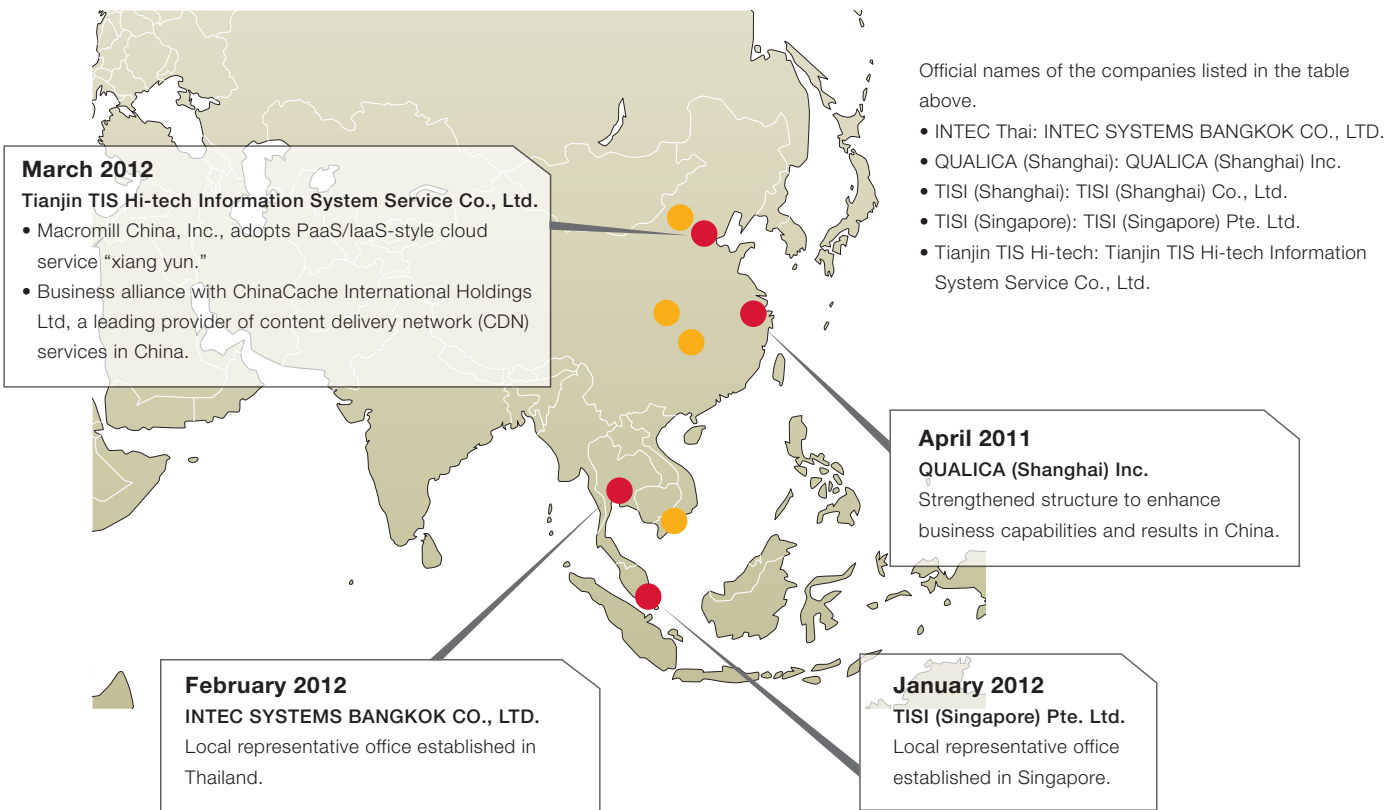 Official names of the companies listed in the table
above.
• INTEC Thai: INTEC SYSTEMS BANGKOK CO., LTD.
• QUALICA (Shanghai): QUALICA (Shanghai) Inc.
• TISI (Shanghai): TISI (Shanghai) Co., Ltd.
• TISI (Singapore): TISI (Singapore) Pte. Ltd.
• Tianjin TIS Hi-tech: Tianjin TIS Hi-tech Information
System Service Co., Ltd.
March 2012
Tianjin TIS Hi-tech Information System Service Co., Ltd.
• Macromill China, Inc., adopts PaaS/IaaS-style cloud
service “xiang yun.”
• Business alliance with ChinaCache International Holdings
Ltd, a leading provider of content delivery network (CDN)
services in China.
April 2011
QUALICA (Shanghai) Inc.
Strengthened structure to enhance
business capabilities and results in China.
February 2012
INTEC SYSTEMS BANGKOK CO., LTD.
Local representative office established in
Thailand.
January 2012
TISI (Singapore) Pte. Ltd.
Local representative office
established in Singapore.